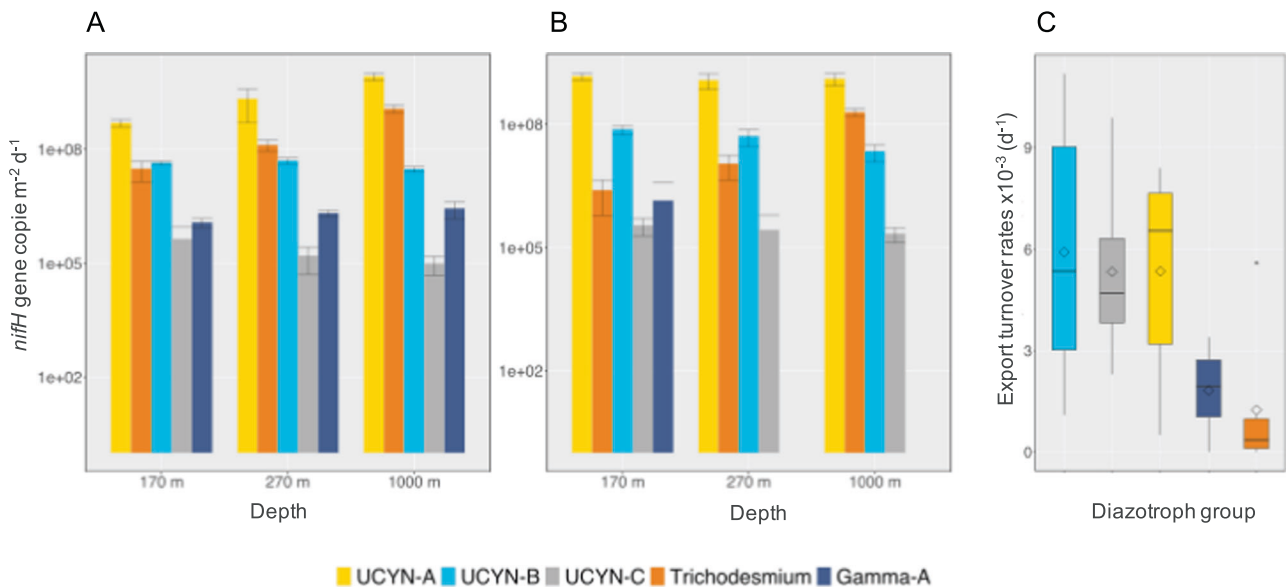 A
B
C
nifH gene copie m-2 d-1
1e+08
1e+05
1e+02
170 m
270 m
1000 m
Depth
1e+08
1e+05
1e+02
170 m
270 m
1000 m
Depth
Export turnover rates x10-3 (d-1)
9
6
3
0
Diazotroph group
UCYN-A UCYN-B UCYN-C Trichodesmium Gamma-A